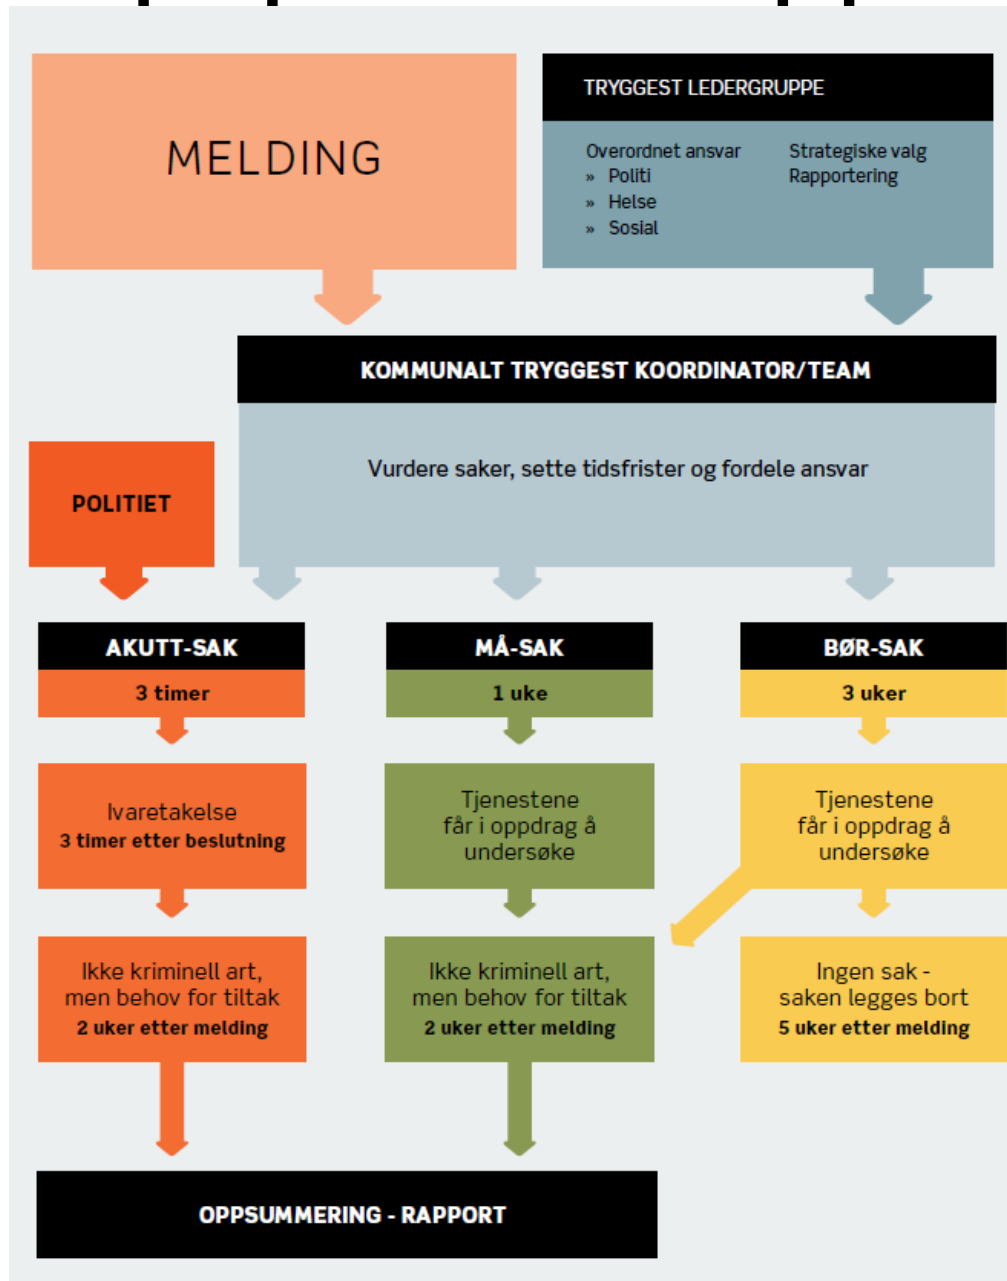 MELDING
TRYGGEST LEDERGRUPPE
Overordnet ansvar
» Politi
» Helse
» Sosial
Strategiske valg
Rapportering
KOMMUNALT TRYGGEST KOORDINATOR/TEAM
Vurdere saker, sette tidsfrister og fordele ansvar
POLITIET
AKUTT-SAK
3 timer
Ivaretakelse
3 timer etter beslutning
Ikke kriminell art,
men behov for tiltak
2 uker etter melding
MÅ-SAK
1 uke
Tjenestene
får i oppdrag å
undersøke
Ikke kriminell art,
men behov for tiltak
2 uker etter melding
BØR-SAK
3 uker
Tjenestene
får i oppdrag å
undersøke
Ingen sak -
saken legges bort
5 uker etter melding
OPPSUMMERING - RAPPORT